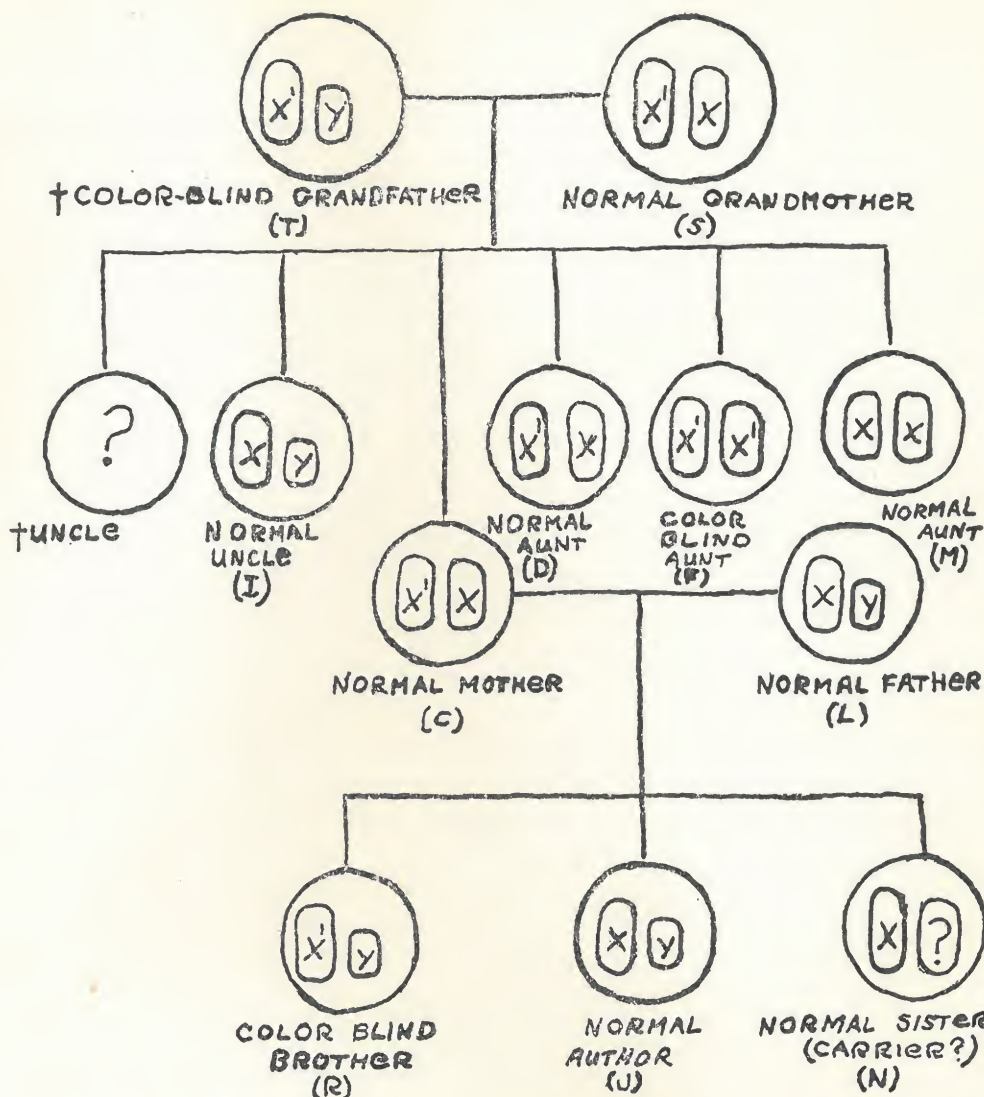 X' Y
X' X
†COLOR-BLIND GRANDFATHER
(T)
NORMAL GRANDMOTHER
(S)
?
†UNCLE
X Y
NORMAL
UNCLE
(I)
X' X
NORMAL
AUNT
(D)
X' X'
COLOR
BLIND
AUNT
(F)
X X
NORMAL
AUNT
(M)
X' X
NORMAL MOTHER
(C)
X Y
NORMAL FATHER
(L)
X' Y
COLOR BLIND
BROTHER
(R)
X Y
NORMAL
AUTHOR
(J)
X ?
NORMAL SISTER
(CARRIER?)
(N)